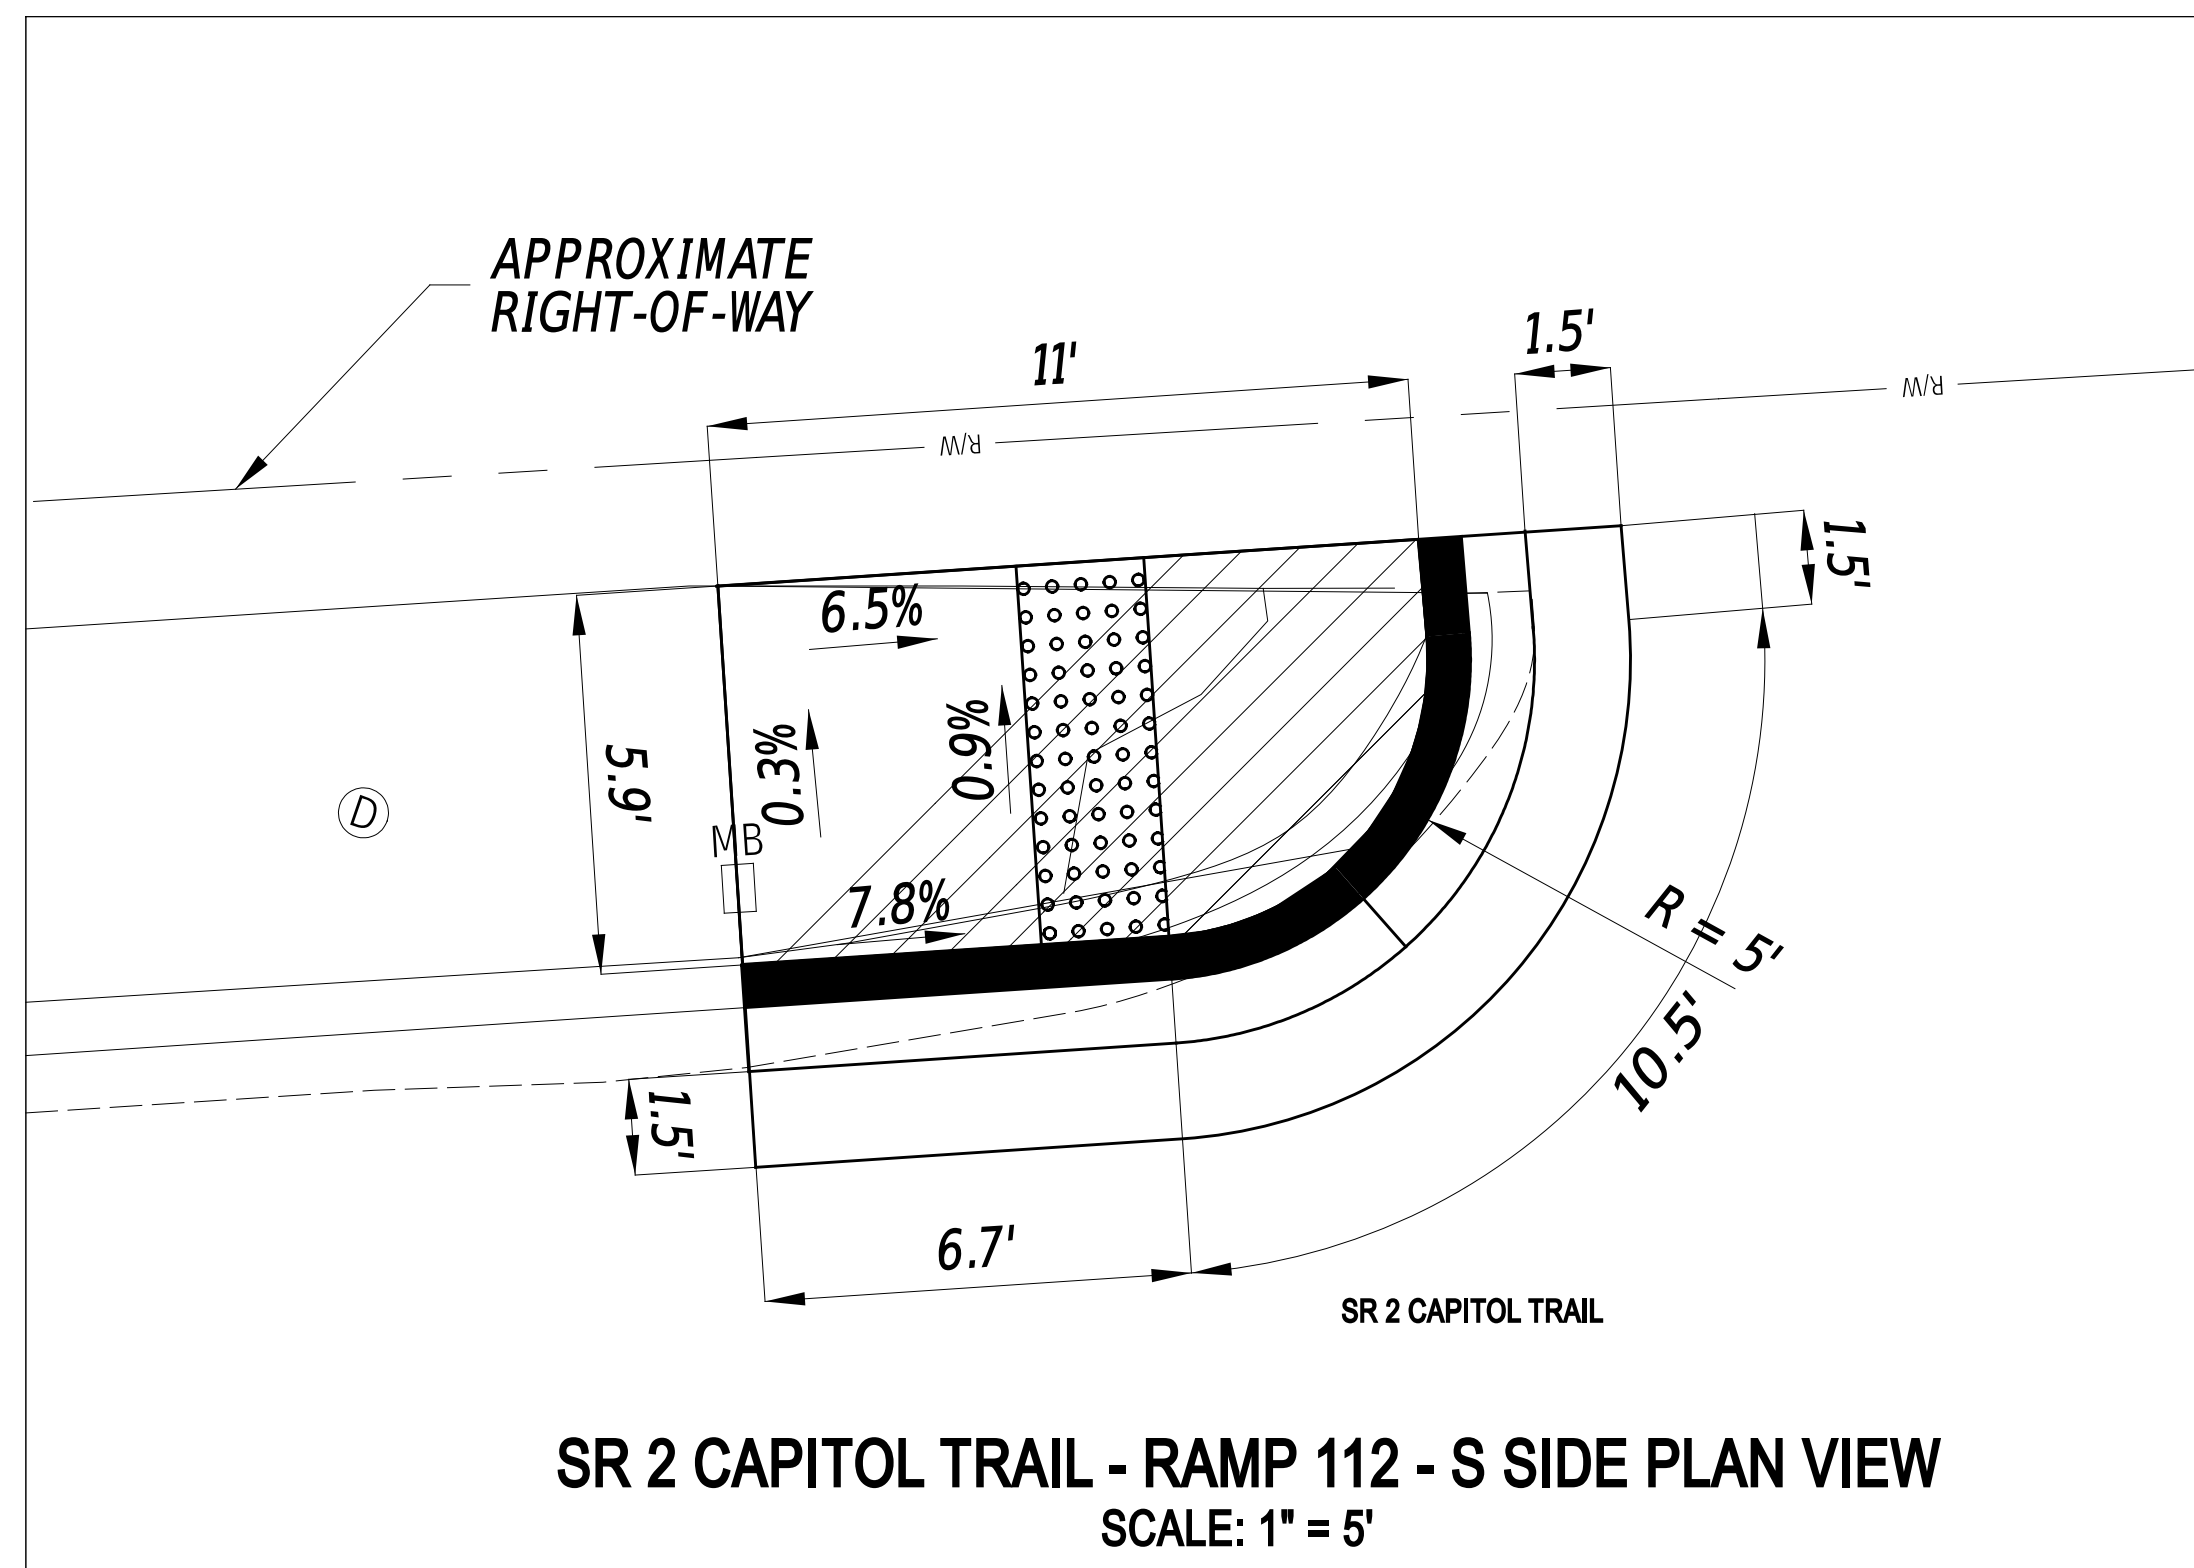 APPROXIMATE
RIGHT-OF-WAY
11'
1.5'
R/W
R/W
1.5'
6.5%
0.3%
0.9%
5.9'
D
MB
7.8%
R = 5'
10.5'
1.5'
6.7'
SR 2 CAPITOL TRAIL
SR 2 CAPITOL TRAIL - RAMP 112 - S SIDE PLAN VIEW
SCALE: 1" = 5'